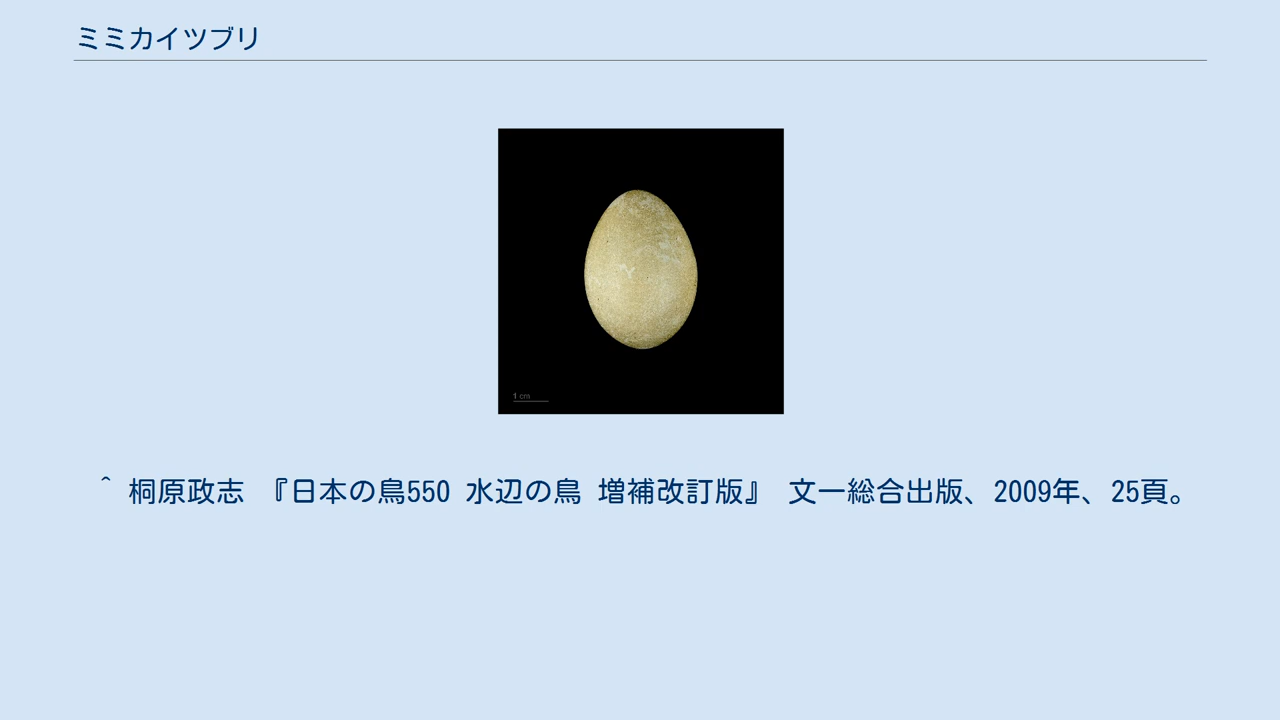 ミミカイツブリ
1 cm
^ 桐原政志 『日本の鳥550 水辺の鳥 増補改訂版』 文一総合出版、2009年、25頁。